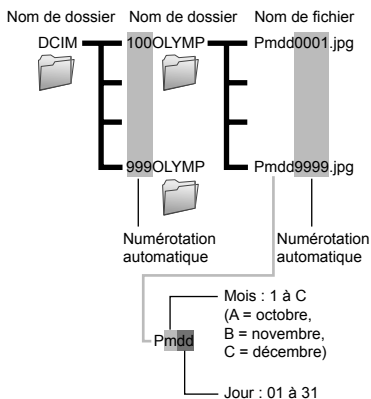 Nom de dossier Nom de dossier Nom de fichier
DCIM 100OLYMP Pmdd0001.jpg
999OLYMP Pmdd9999.jpg
Numérotation
automatique
Numérotation
automatique
Mois : 1 à C
(A = octobre,
B = novembre,
C = décembre)
Pmdd
Jour : 01 à 31